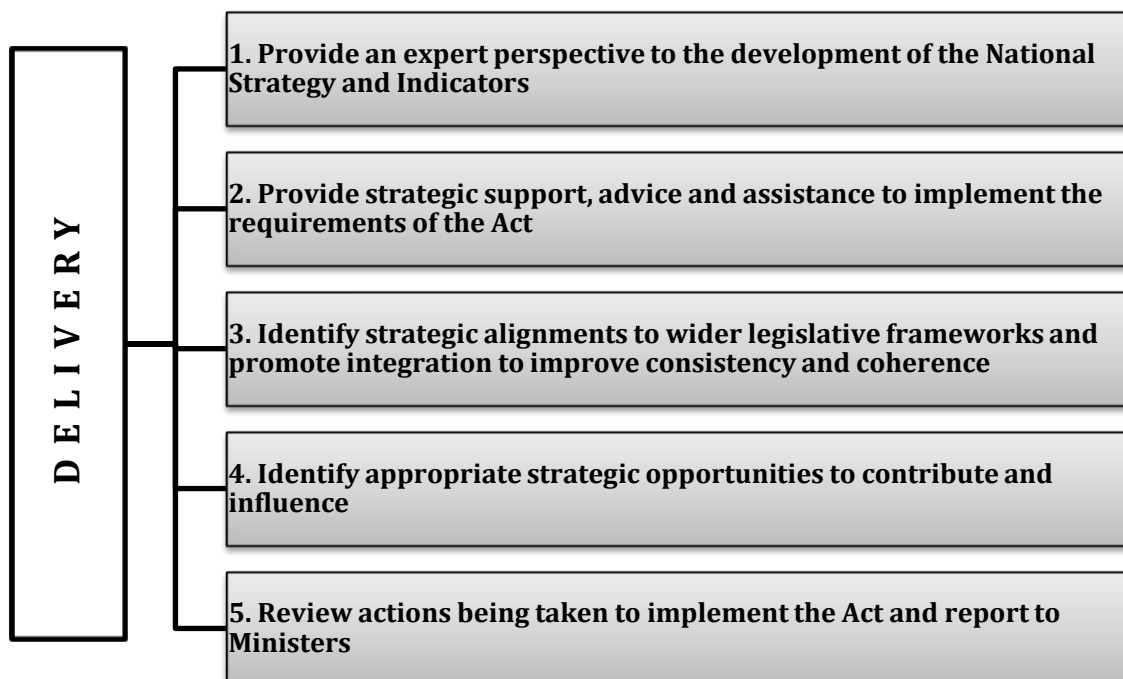 DELIVERY
1. Provide an expert perspective to the development of the National
Strategy and Indicators
2. Provide strategic support, advice and assistance to implement the
requirements of the Act
3. Identify strategic alignments to wider legislative frameworks and
promote integration to improve consistency and coherence
4. Identify appropriate strategic opportunities to contribute and
influence
5. Review actions being taken to implement the Act and report to
Ministers